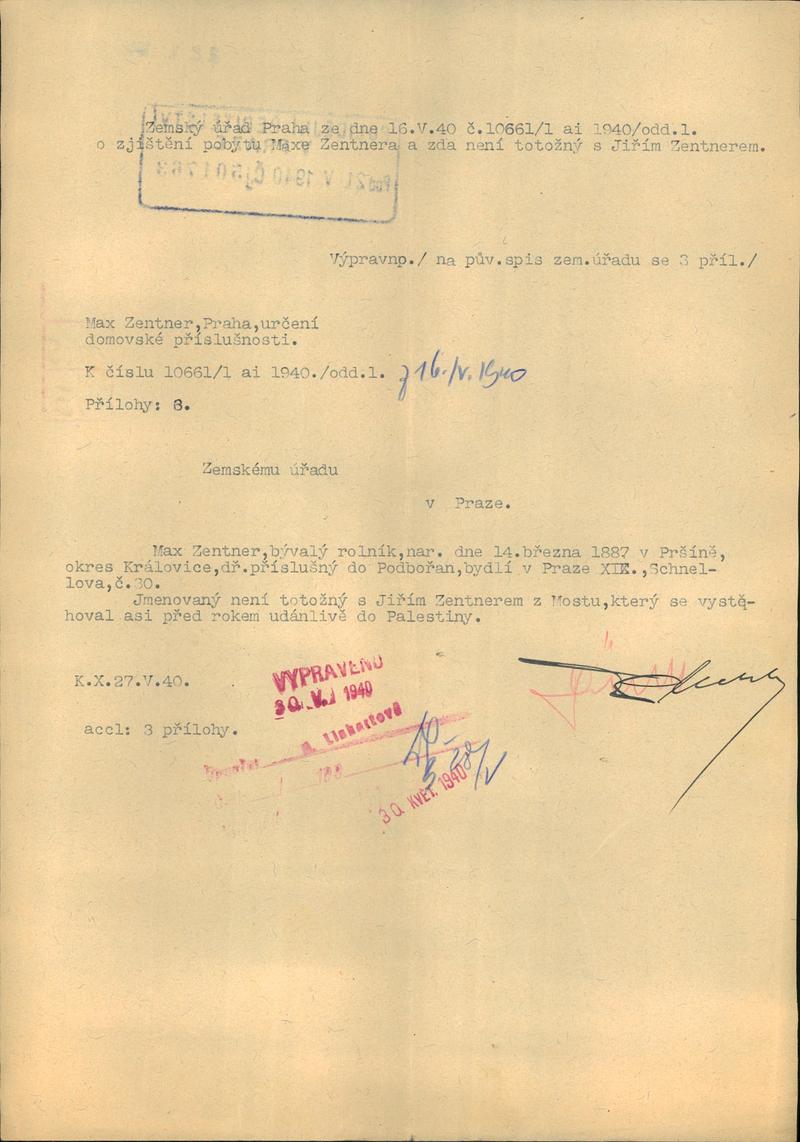 Zemský úřad Praha ze dne 16.V.40 č.10661/1 ai 1940/odd.1.
o zjištění pobytu Maxe Zentnera a zda není totožný s Jiřím Zentnerem.
Výpravnp./ na pův.spis zem.úřadu se 3 příl./
Max Zentner,Praha,určení
domovské příslušnosti.
K číslu 10661/1 ai 1940./odd.1. z 16./V. 1940
Přílohy: 3.
Zemskému úřadu
v Praze.
Max Zentner,bývalý rolník,nar. dne 14.března 1887 v Pršíně,
okres Královice,dř.příslušný do Podbořan,bydlí v Praze XIX.,Schnel-
lova,č.30.
Jmenovaný není totožný s Jiřím Zentnerem z Mostu,který se vystě-
hoval asi před rokem udánlivě do Palestiny.
K.X.27.V.40.
VYPRAVENO
30. V. 1940
accl: 3 přílohy.
28/V
30. KVĚT. 1940